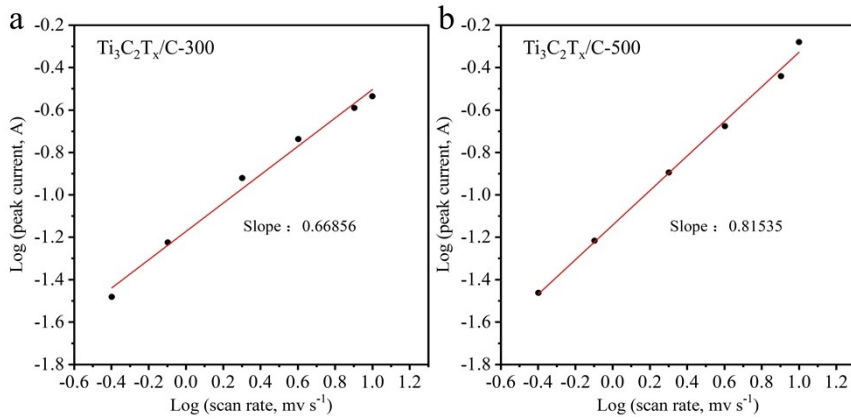 a
Ti₃C₂Tₓ/C-300
Log (peak current, A)
-0.2
-0.4
-0.6
-0.8
-1.0
-1.2
-1.4
-1.6
-1.8
Slope： 0.66856
-0.6 -0.4 -0.2 0.0 0.2 0.4 0.6 0.8 1.0 1.2
Log (scan rate, mv s⁻¹)
b
Ti₃C₂Tₓ/C-500
Log (peak current, A)
-0.2
-0.4
-0.6
-0.8
-1.0
-1.2
-1.4
-1.6
-1.8
Slope： 0.81535
-0.6 -0.4 -0.2 0.0 0.2 0.4 0.6 0.8 1.0 1.2
Log (scan rate, mv s⁻¹)